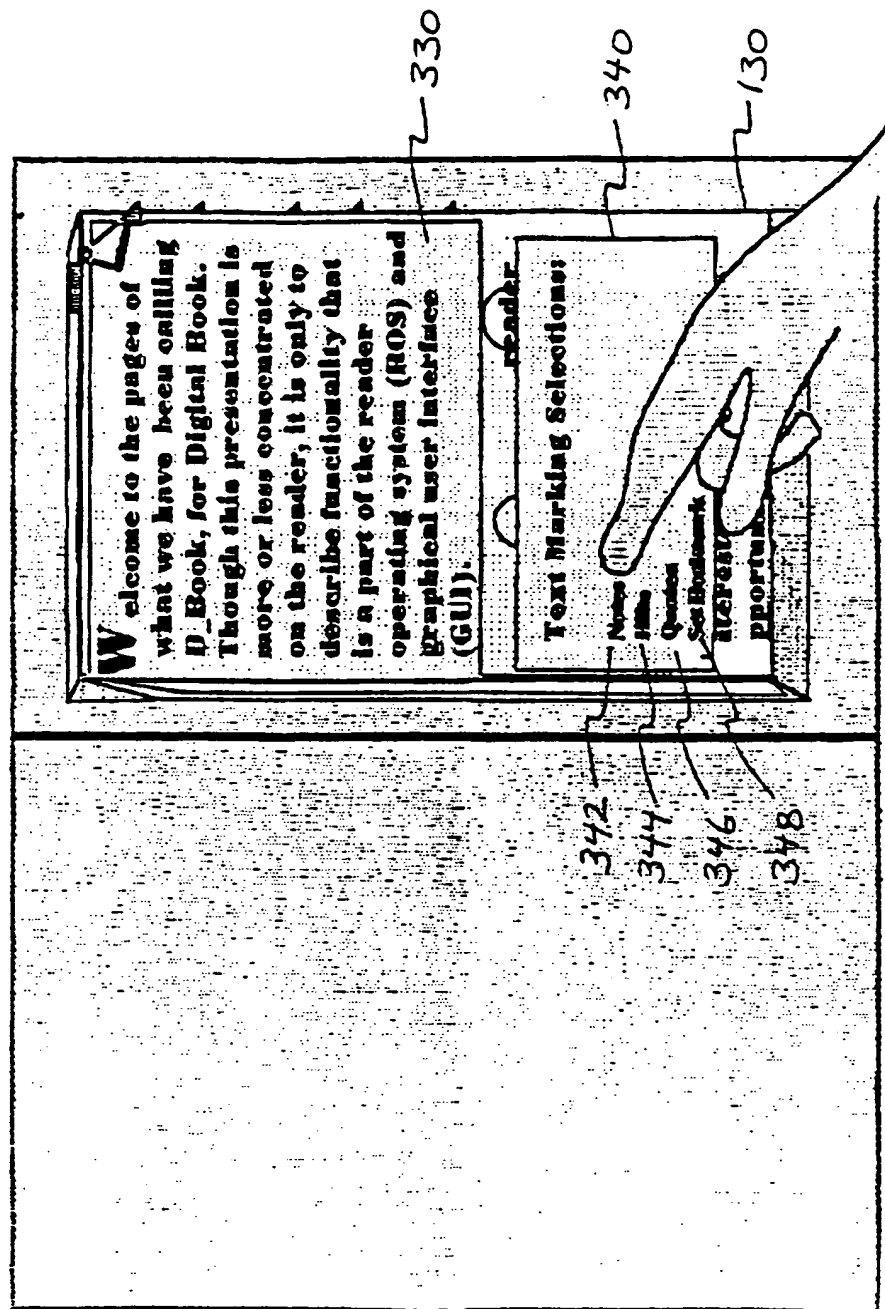 Welcome to the pages of
what we have been calling
D_Book, for Digital Book.
Though this presentation is
more or less concentrated
on the reader, it is only to
describe functionality that
is a part of the reader
operating system (ROS) and
graphical user interface
(GUI).
reader
Text Marking Selections:
Notes
Quotes
Set Bookmark
330
340
130
342
344
346
348